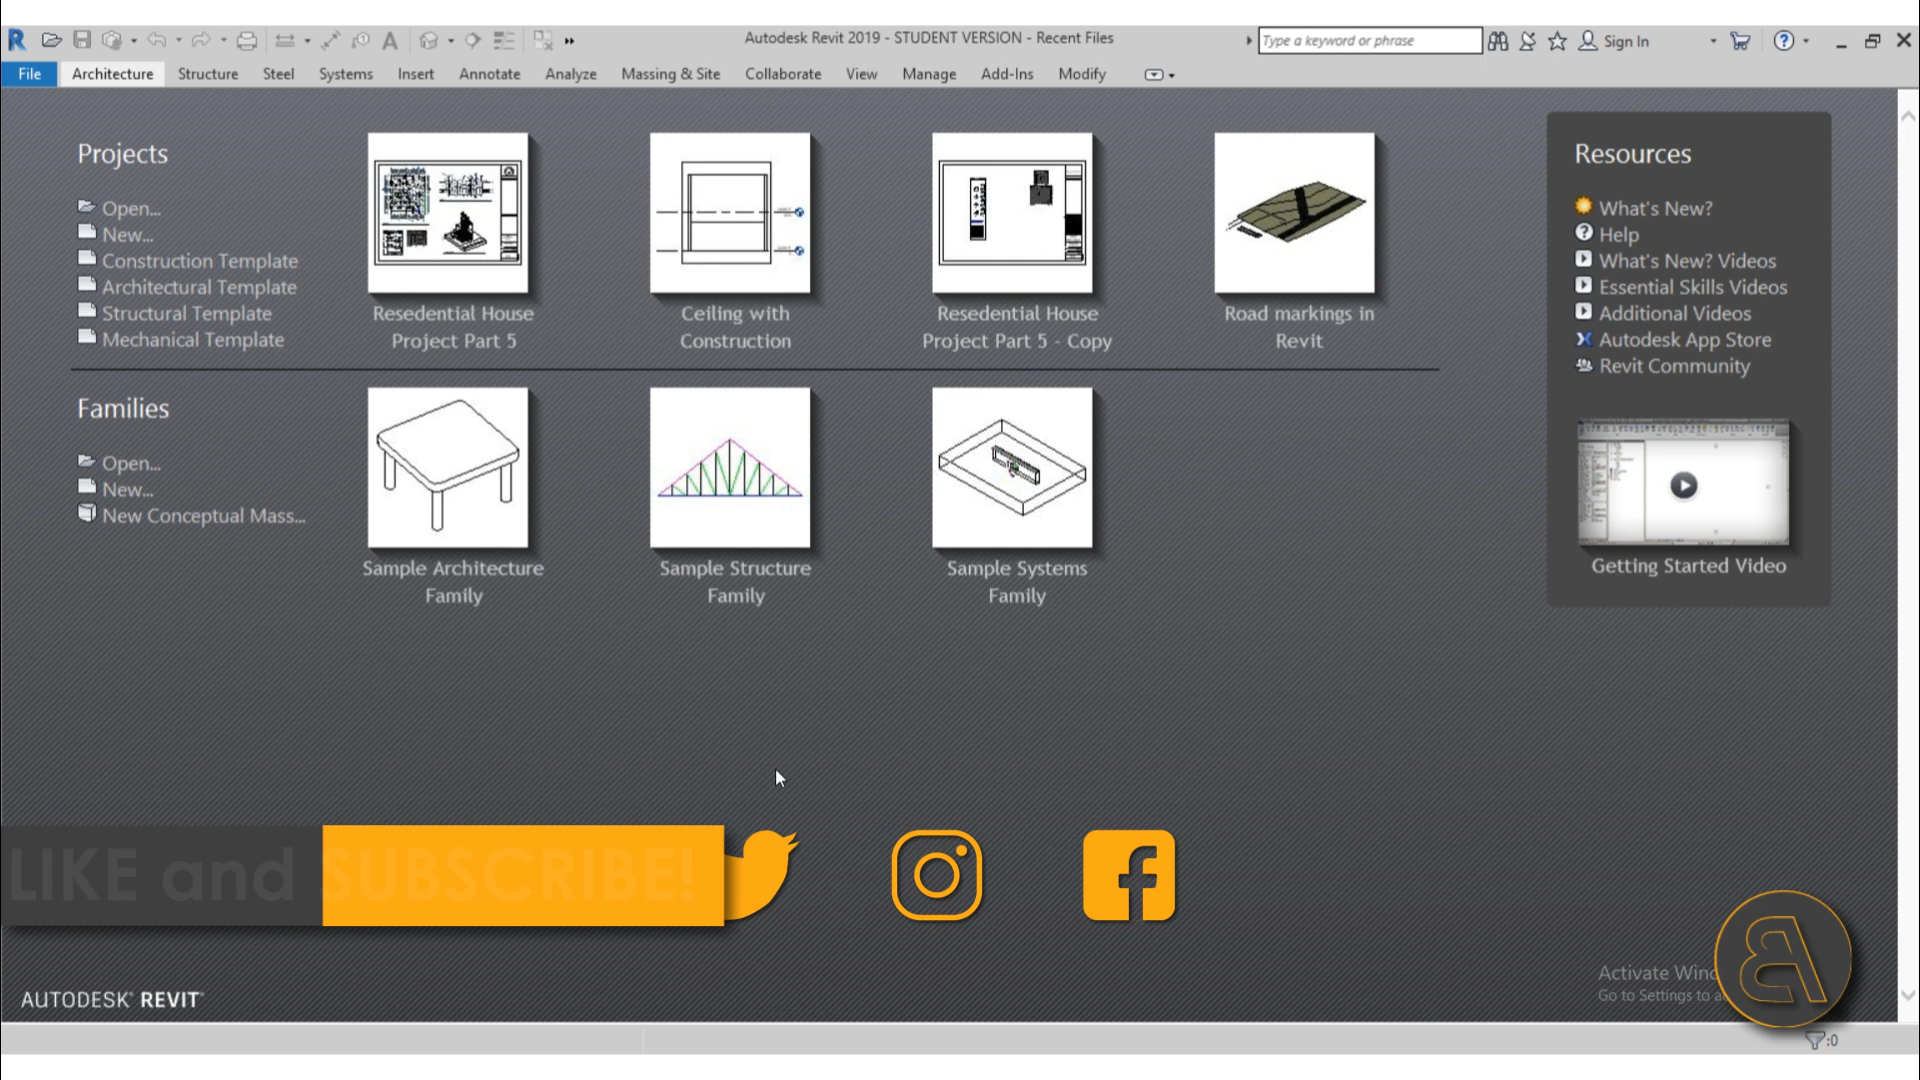 Autodesk Revit 2019 - STUDENT VERSION - Recent Files
Type a keyword or phrase
Sign In
File Architecture Structure Steel Systems Insert Annotate Analyze Massing & Site Collaborate View Manage Add-Ins Modify
Projects
Open...
New...
Construction Template
Architectural Template
Structural Template
Mechanical Template
Resedential House
Project Part 5
Ceiling with
Construction
Resedential House
Project Part 5 - Copy
Road markings in
Revit
Families
Open...
New...
New Conceptual Mass...
Sample Architecture
Family
Sample Structure
Family
Sample Systems
Family
Resources
What's New?
Help
What's New? Videos
Essential Skills Videos
Additional Videos
Autodesk App Store
Revit Community
Getting Started Video
LIKE and SUBSCRIBE!
Activate
Go to Settings to
AUTODESK® REVIT®
:0